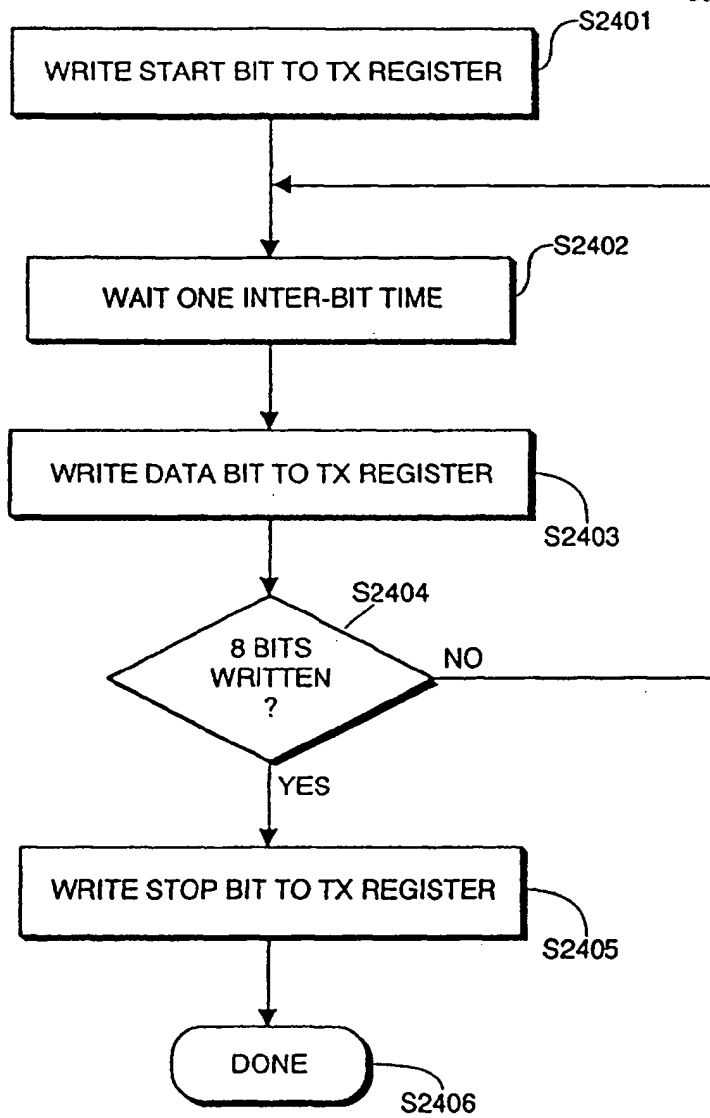 S2401
WRITE START BIT TO TX REGISTER
S2402
WAIT ONE INTER-BIT TIME
WRITE DATA BIT TO TX REGISTER
S2403
S2404
8 BITS
WRITTEN
?
NO
YES
WRITE STOP BIT TO TX REGISTER
S2405
DONE
S2406